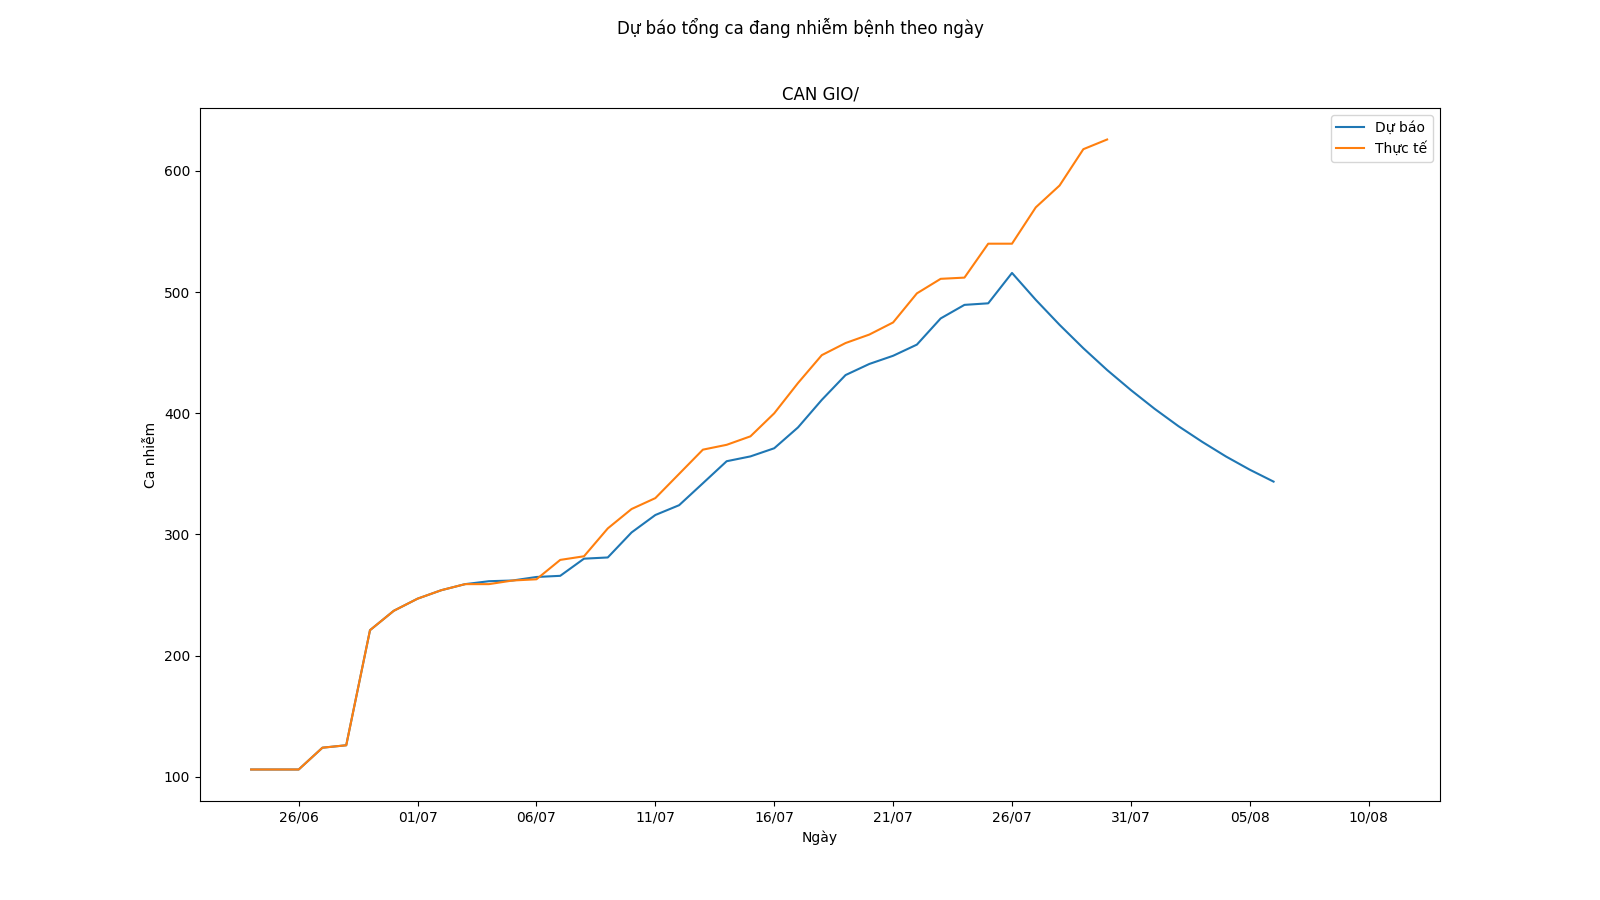 Dự báo tổng ca đang nhiễm bệnh theo ngày
CAN GIO/
Dự báo
Thực tế
600
500
400
300
200
100
Ca nhiễm
26/06 01/07 06/07 11/07 16/07 21/07 26/07 31/07 05/08 10/08
Ngày